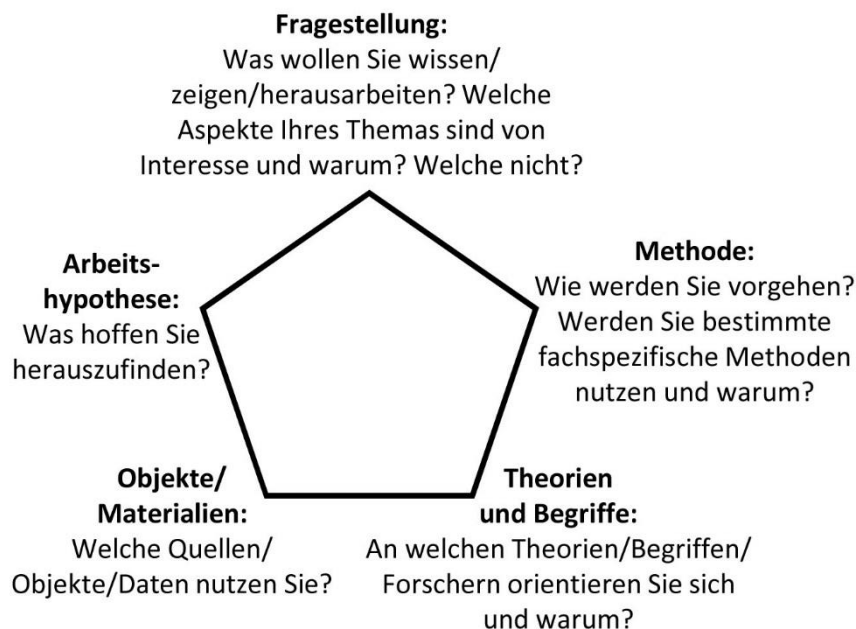 Fragestellung:
Was wollen Sie wissen/
zeigen/herausarbeiten? Welche
Aspekte Ihres Themas sind von
Interesse und warum? Welche nicht?
Methode:
Wie werden Sie vorgehen?
Werden Sie bestimmte
fachspezifische Methoden
nutzen und warum?
Theorien
und Begriffe:
An welchen Theorien/Begriffen/
Forschern orientieren Sie sich
und warum?
Objekte/
Materialien:
Welche Quellen/
Objekte/Daten nutzen Sie?
Arbeits-
hypothese:
Was hoffen Sie
herauszufinden?